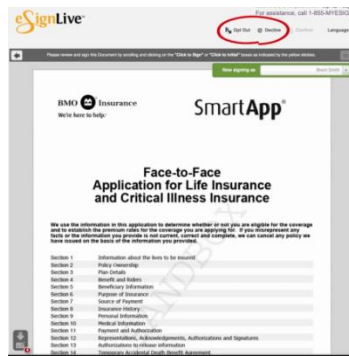 eSignLive™
For assistance, call 1-855-MYESIG
Opt Out Decline Language
Please review and sign this Document by scrolling and clicking on the "Click to Sign" or "Click to Initial" boxes as indicated by the yellow stickies.
Now signing as
BMO Insurance
We're here to help.™
SmartApp®
Face-to-Face
Application for Life Insurance
and Critical Illness Insurance
We use the information in this application to determine whether or not you are eligible for the coverage
and to establish the premium rates for the coverage you are applying for. If you misrepresent any
facts or the information you provide is not current, correct and complete, we can cancel any policy we
have issued on the basis of the information you provided.
Section 1 Information about the lives to be insured
Section 2 Policy Ownership
Section 3 Plan Details
Section 4 Benefit and Riders
Section 5 Beneficiary Information
Section 6 Purpose of Insurance
Section 7 Source of Payment
Section 8 Insurance History
Section 9 Personal Information
Section 10 Medical Information
Section 11 Payment and Authorization
Section 12 Representations, Acknowledgements, Authorizations and Signatures
Section 13 Authorizations to release information
Section 14 Temporary Accidental Death Benefit Agreement